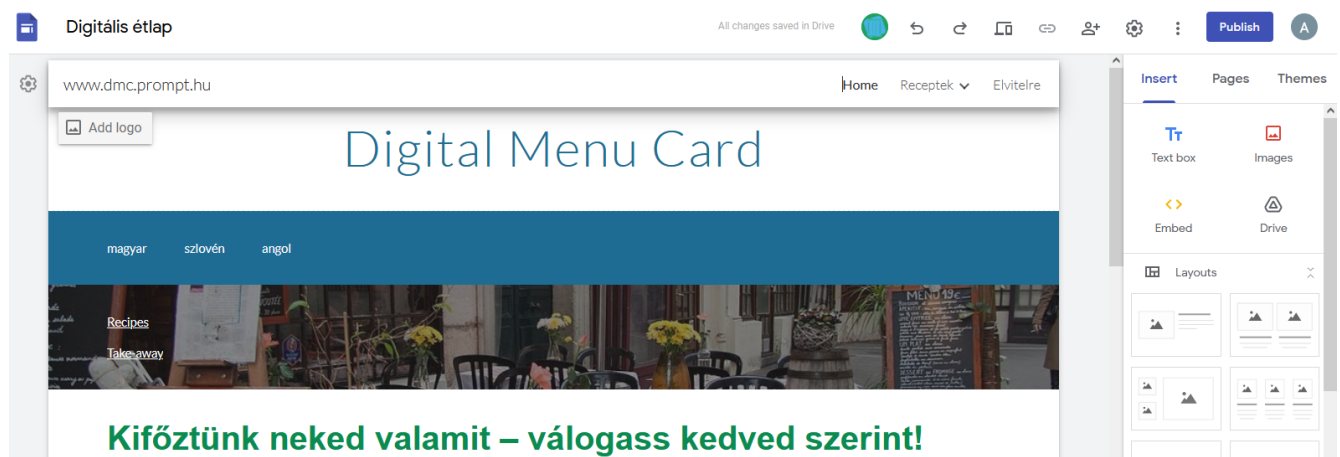 Digitális étlap
All changes saved in Drive
Publish
A
www.dmc.prompt.hu
Home Receptek Elvitelre
Add logo
Digital Menu Card
magyar szlovén angol
MENU 19€
Recipes
Take-away
Kifőztünk neked valamit – válogass kedved szerint!
Insert Pages Themes
Text box Images
Embed Drive
Layouts